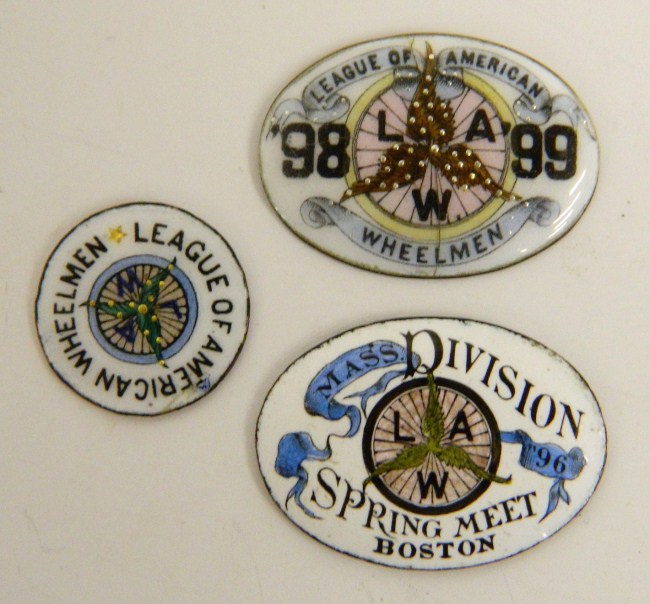 LEAGUE OF AMERICAN
'98 '99
L A
W
WHEELMEN
LEAGUE OF AMERICAN WHEELMEN
L A W
MASS. DIVISION
'96
L A
W
SPRING MEET
BOSTON